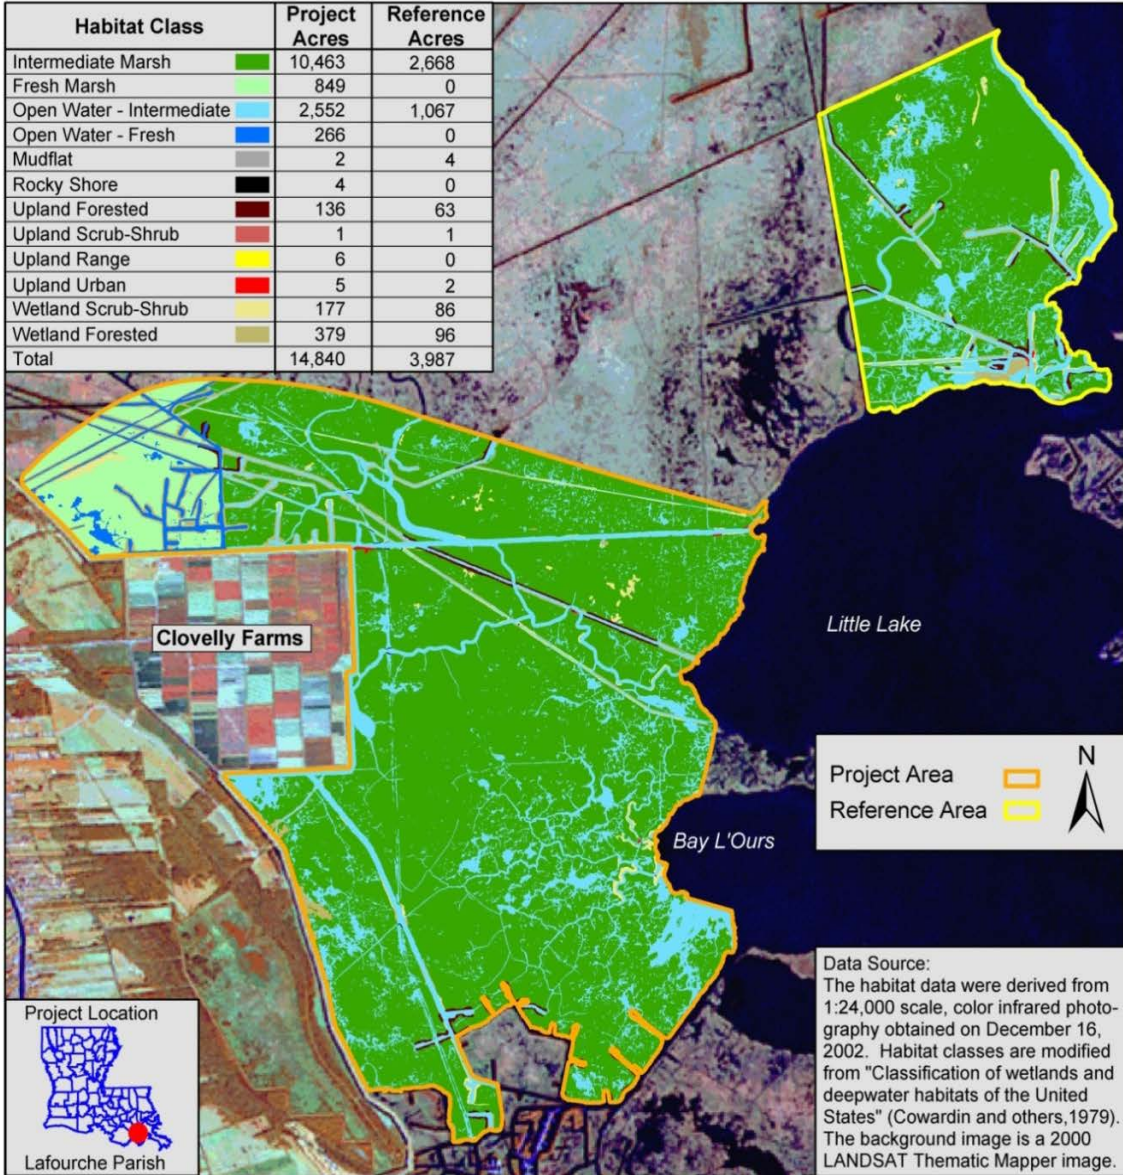 Habitat Class Project Acres Reference Acres
Intermediate Marsh 10,463 2,668
Fresh Marsh 849 0
Open Water - Intermediate 2,552 1,067
Open Water - Fresh 266 0
Mudflat 2 4
Rocky Shore 4 0
Upland Forested 136 63
Upland Scrub-Shrub 1 1
Upland Range 6 0
Upland Urban 5 2
Wetland Scrub-Shrub 177 86
Wetland Forested 379 96
Total 14,840 3,987
Clovelly Farms
Little Lake
Bay L'Ours
N
Project Area
Reference Area
Project Location
Lafourche Parish
Data Source:
The habitat data were derived from
1:24,000 scale, color infrared photo-
graphy obtained on December 16,
2002. Habitat classes are modified
from "Classification of wetlands and
deepwater habitats of the United
States" (Cowardin and others,1979).
The background image is a 2000
LANDSAT Thematic Mapper image.